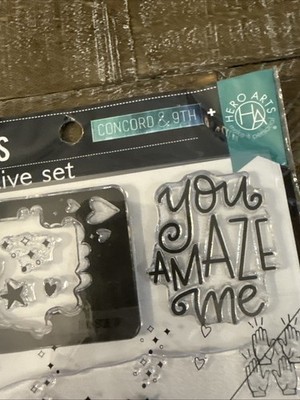 CONCORD & 9TH +
HERO ARTS
HA
S
ive set
you
AMAZE
me